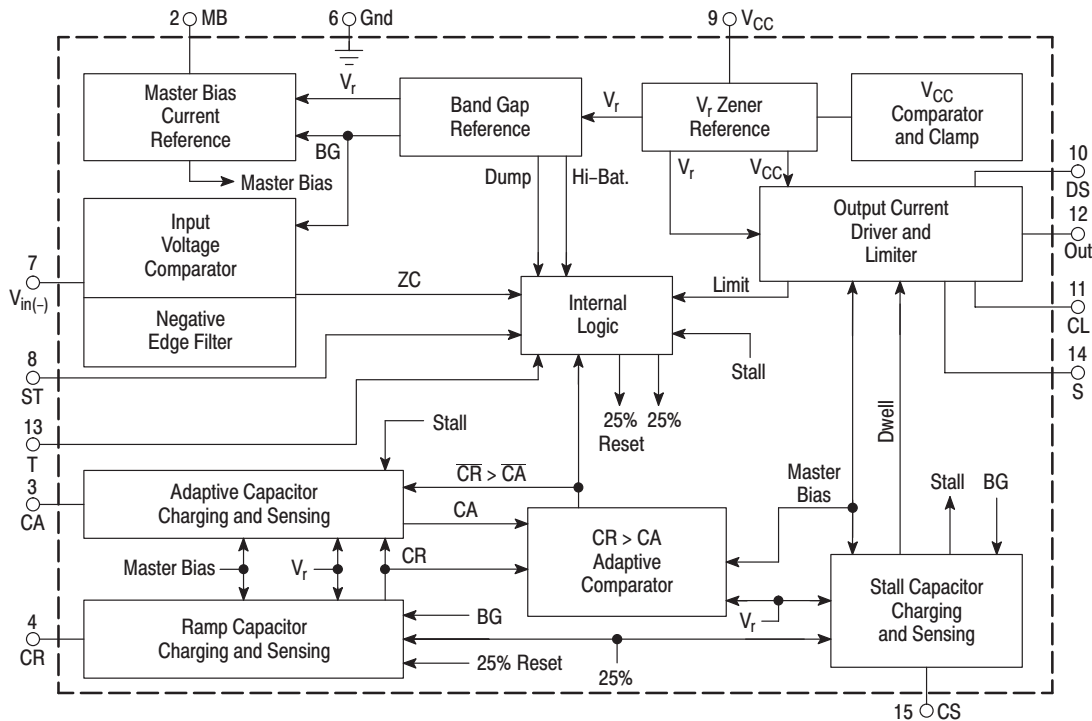 2 MB
6 Gnd
9 VCC
Master Bias
Current
Reference
Vr
BG
Master Bias
Band Gap
Reference
Vr
Vr Zener
Reference
VCC
Comparator
and Clamp
Dump
Hi–Bat.
Vr
VCC
10
DS
12
Out
11
CL
14
S
Output Current
Driver and
Limiter
Input
Voltage
Comparator
Negative
Edge Filter
7
Vin(–)
8
ST
13
T
3
CA
4
CR
ZC
Internal
Logic
Limit
Stall
25%
Reset
25%
Stall
Dwell
Adaptive Capacitor
Charging and Sensing
CR > CA
CA
CR
Master
Bias
Stall
BG
CR > CA
Adaptive
Comparator
Master Bias
Vr
Ramp Capacitor
Charging and Sensing
BG
25% Reset
25%
Vr
Stall Capacitor
Charging
and Sensing
15 CS